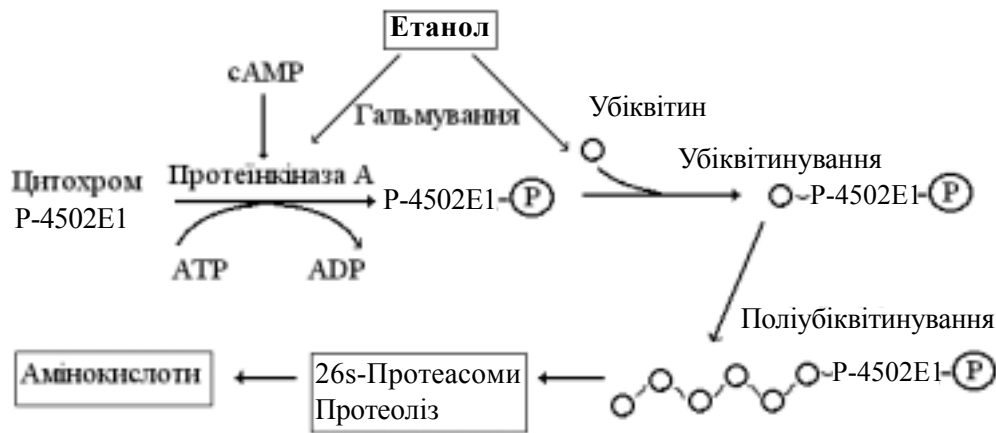 Етанол
cAMP
Гальмування
Убіквітин
Убіквітинування
Цитохром
P-4502E1
Протеїнкіназа А
P-4502E1-P
P-4502E1-P
ATP
ADP
Поліубіквітинування
Амінокислоти
26s-Протеасоми
Протеоліз
P-4502E1-P